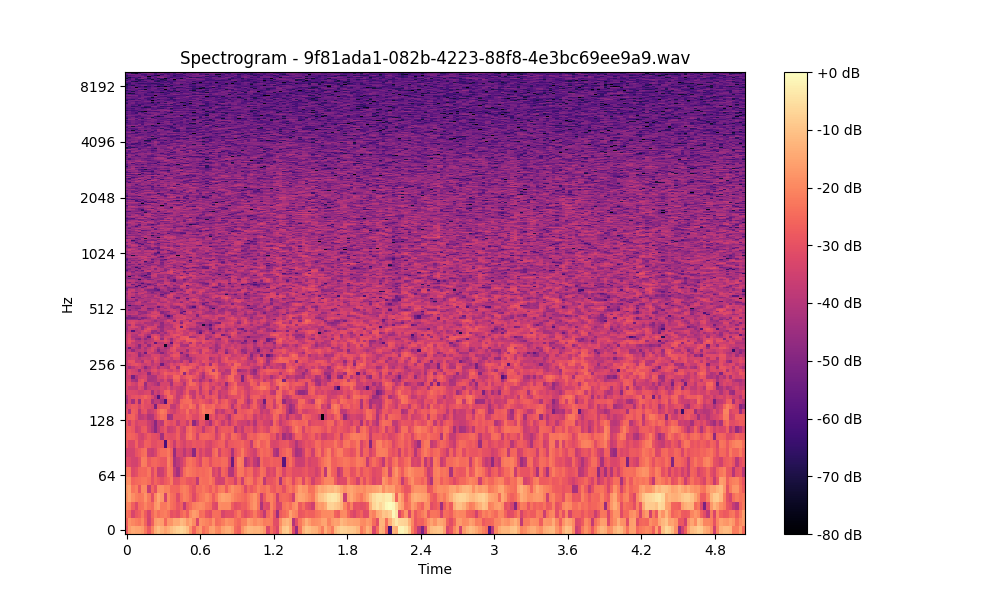 Spectrogram - 9f81ada1-082b-4223-88f8-4e3bc69ee9a9.wav
8192
4096
2048
1024
512
256
128
64
0
Hz
0 0.6 1.2 1.8 2.4 3 3.6 4.2 4.8
Time
+0 dB
-10 dB
-20 dB
-30 dB
-40 dB
-50 dB
-60 dB
-70 dB
-80 dB